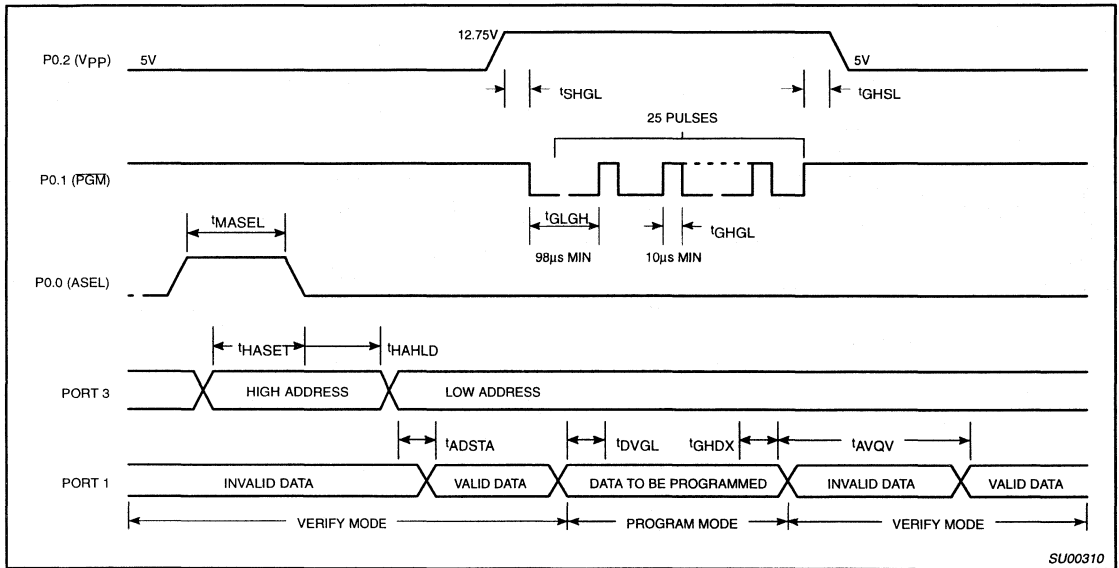 P0.2 (VPP)
5V
12.75V
5V
tSHGL
tGHSL
25 PULSES
P0.1 (PGM)
tGLGH
tGHGL
98µs MIN
10µs MIN
tMASEL
P0.0 (ASEL)
tHASET
tHAHLD
PORT 3
HIGH ADDRESS
LOW ADDRESS
tADSTA
tDVGL
tGHDX
tAVQV
PORT 1
INVALID DATA
VALID DATA
DATA TO BE PROGRAMMED
INVALID DATA
VALID DATA
VERIFY MODE
PROGRAM MODE
VERIFY MODE
SU00310